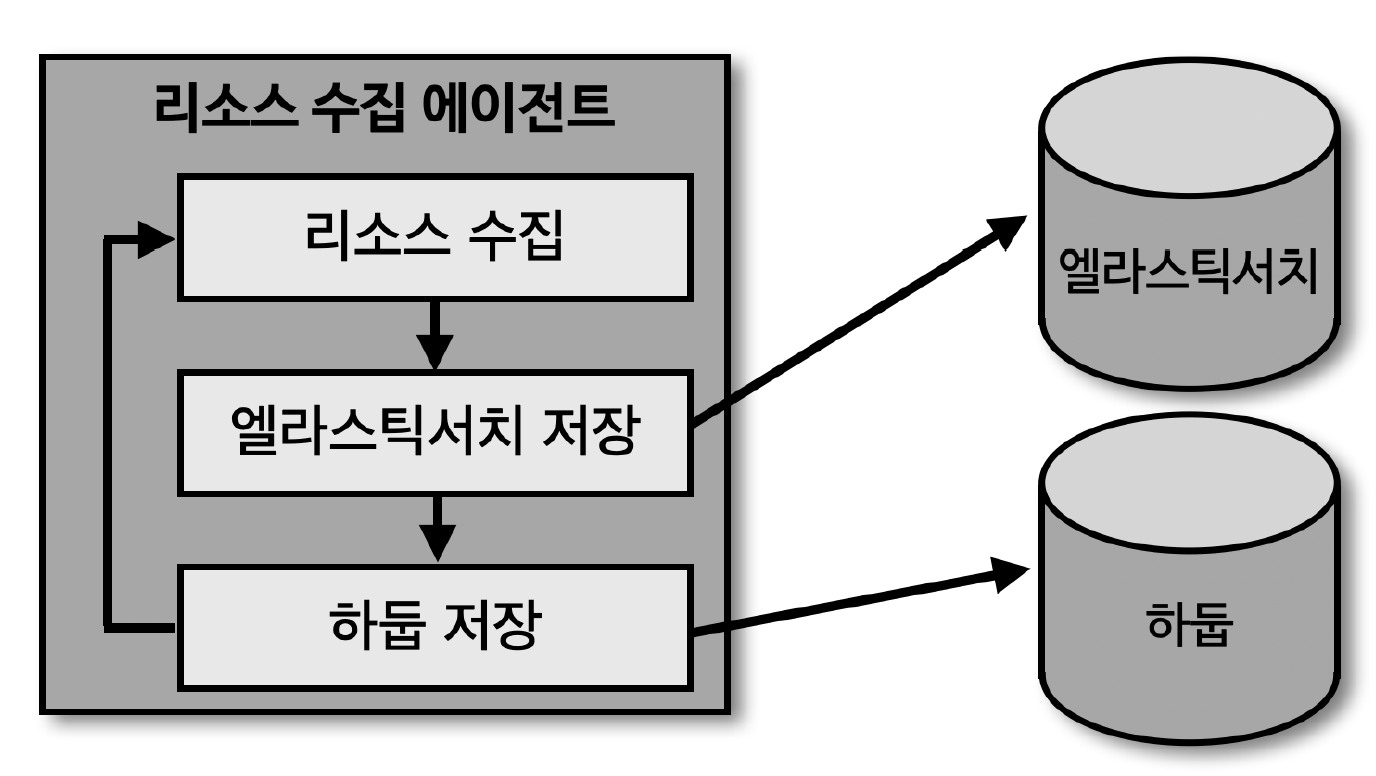 리소스 수집 에이전트
리소스 수집
엘라스틱서치 저장
하둡 저장
엘라스틱서치
하둡